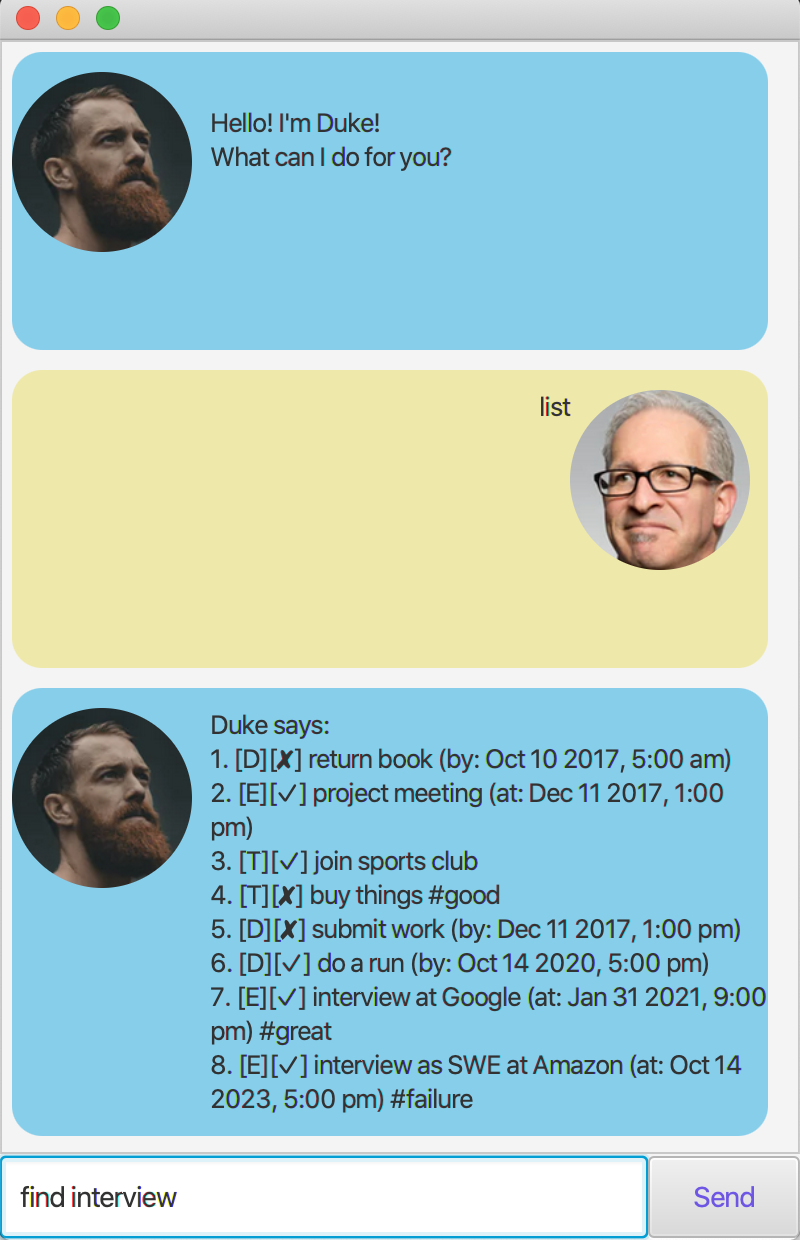 Hello! I'm Duke!
What can I do for you?
list
Duke says:
1. [D][✘] return book (by: Oct 10 2017, 5:00 am)
2. [E][✓] project meeting (at: Dec 11 2017, 1:00
pm)
3. [T][✓] join sports club
4. [T][✘] buy things #good
5. [D][✘] submit work (by: Dec 11 2017, 1:00 pm)
6. [D][✓] do a run (by: Oct 14 2020, 5:00 pm)
7. [E][✓] interview at Google (at: Jan 31 2021, 9:00
pm) #great
8. [E][✓] interview as SWE at Amazon (at: Oct 14
2023, 5:00 pm) #failure
find interview
Send